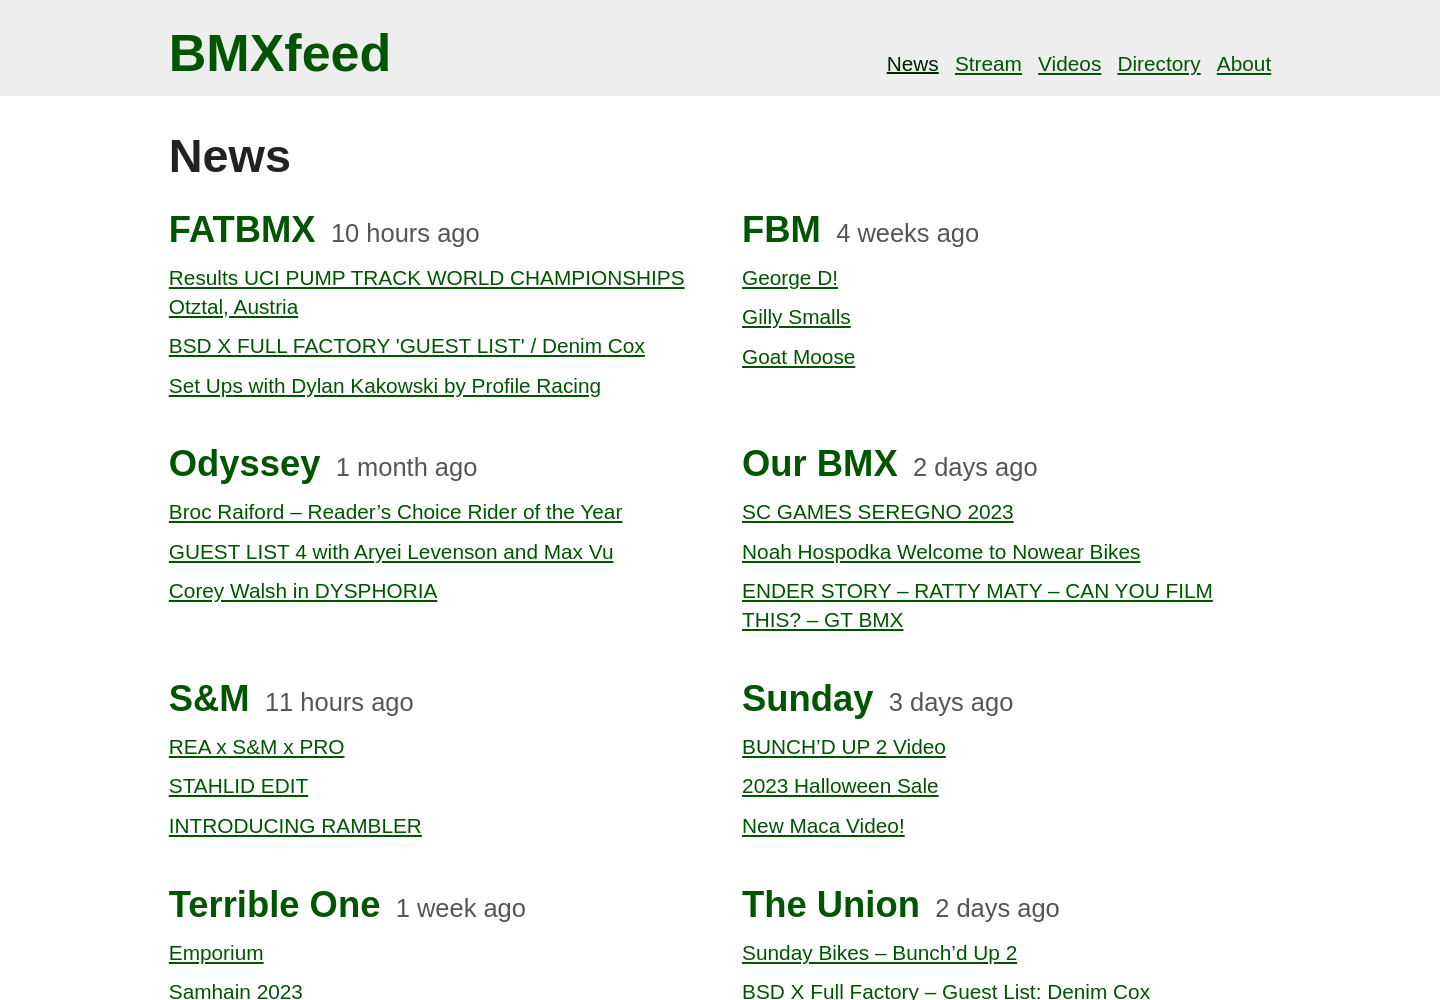 BMXfeed
News Stream Videos Directory About
News
FATBMX 10 hours ago
Results UCI PUMP TRACK WORLD CHAMPIONSHIPS
Otztal, Austria
BSD X FULL FACTORY 'GUEST LIST' / Denim Cox
Set Ups with Dylan Kakowski by Profile Racing
FBM 4 weeks ago
George D!
Gilly Smalls
Goat Moose
Odyssey 1 month ago
Broc Raiford – Reader’s Choice Rider of the Year
GUEST LIST 4 with Aryei Levenson and Max Vu
Corey Walsh in DYSPHORIA
Our BMX 2 days ago
SC GAMES SEREGNO 2023
Noah Hospodka Welcome to Nowear Bikes
ENDER STORY – RATTY MATY – CAN YOU FILM
THIS? – GT BMX
S&M 11 hours ago
REA x S&M x PRO
STAHLID EDIT
INTRODUCING RAMBLER
Sunday 3 days ago
BUNCH’D UP 2 Video
2023 Halloween Sale
New Maca Video!
Terrible One 1 week ago
Emporium
Samhain 2023
The Union 2 days ago
Sunday Bikes – Bunch’d Up 2
BSD X Full Factory – Guest List: Denim Cox